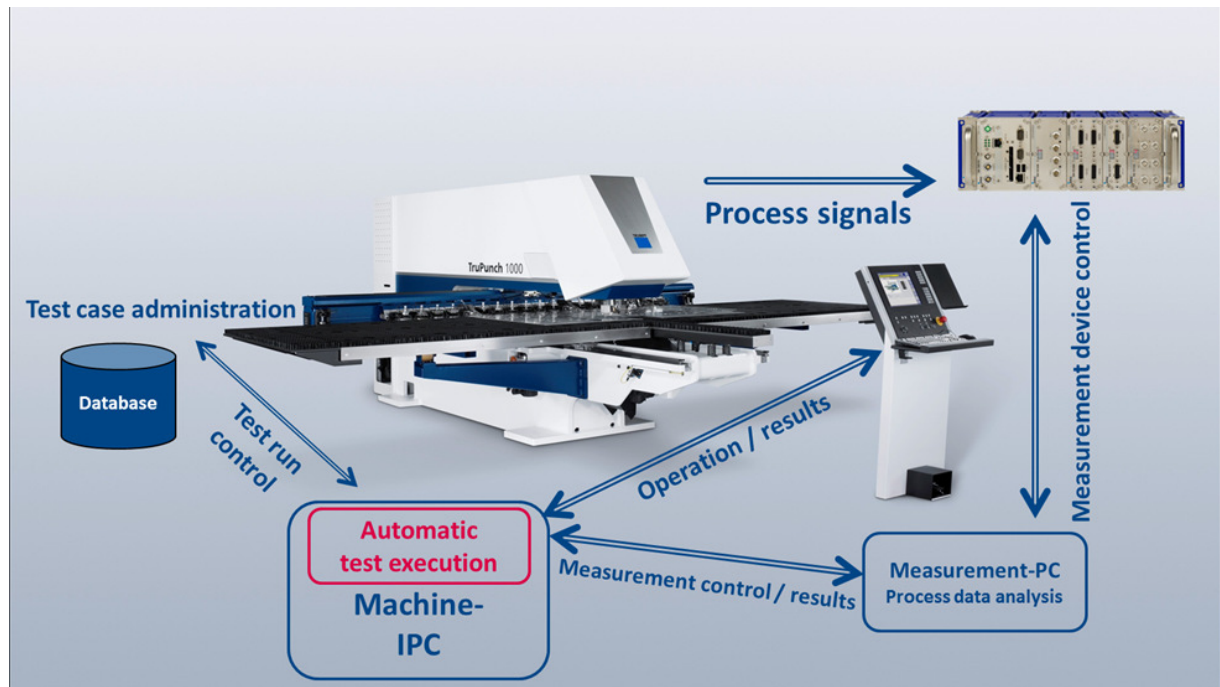 Process signals
TruPunch 1000
Test case administration
Database
Test run
control
Operation / results
Measurement device control
Automatic
test execution
Machine-
IPC
Measurement control / results
Measurement-PC
Process data analysis